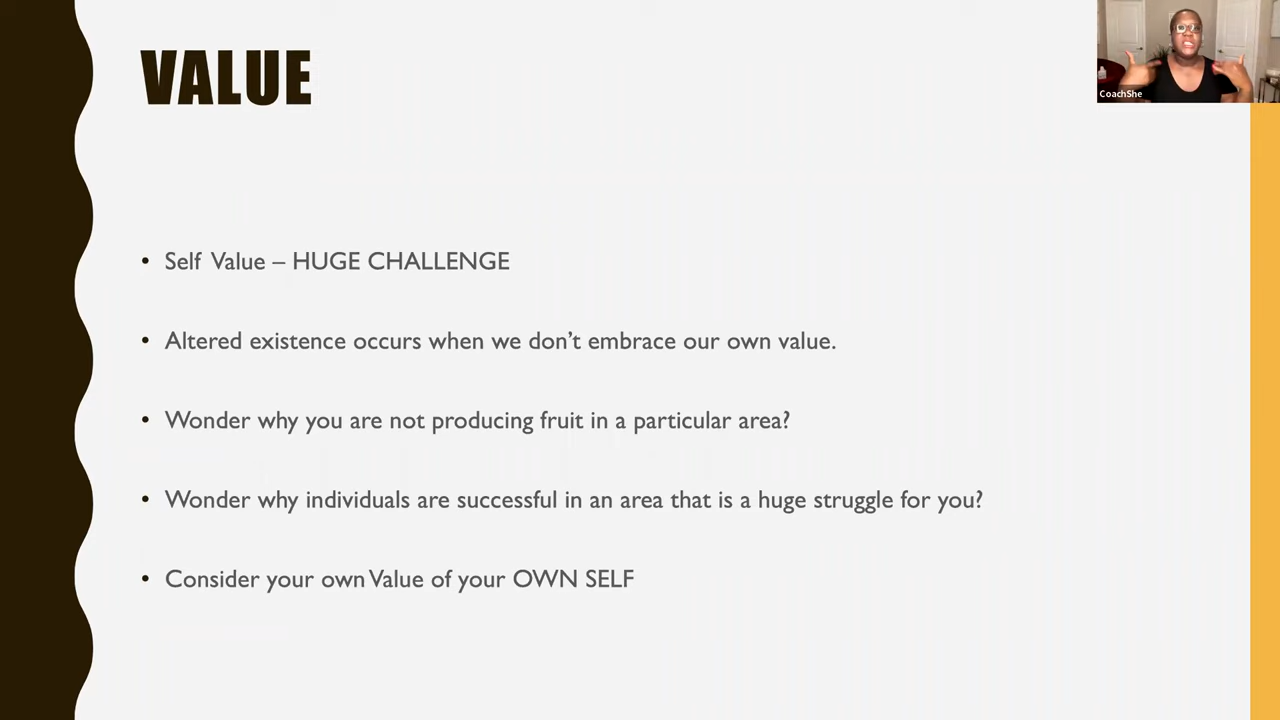 VALUE
CoachShe
• Self Value – HUGE CHALLENGE
• Altered existence occurs when we don’t embrace our own value.
• Wonder why you are not producing fruit in a particular area?
• Wonder why individuals are successful in an area that is a huge struggle for you?
• Consider your own Value of your OWN SELF